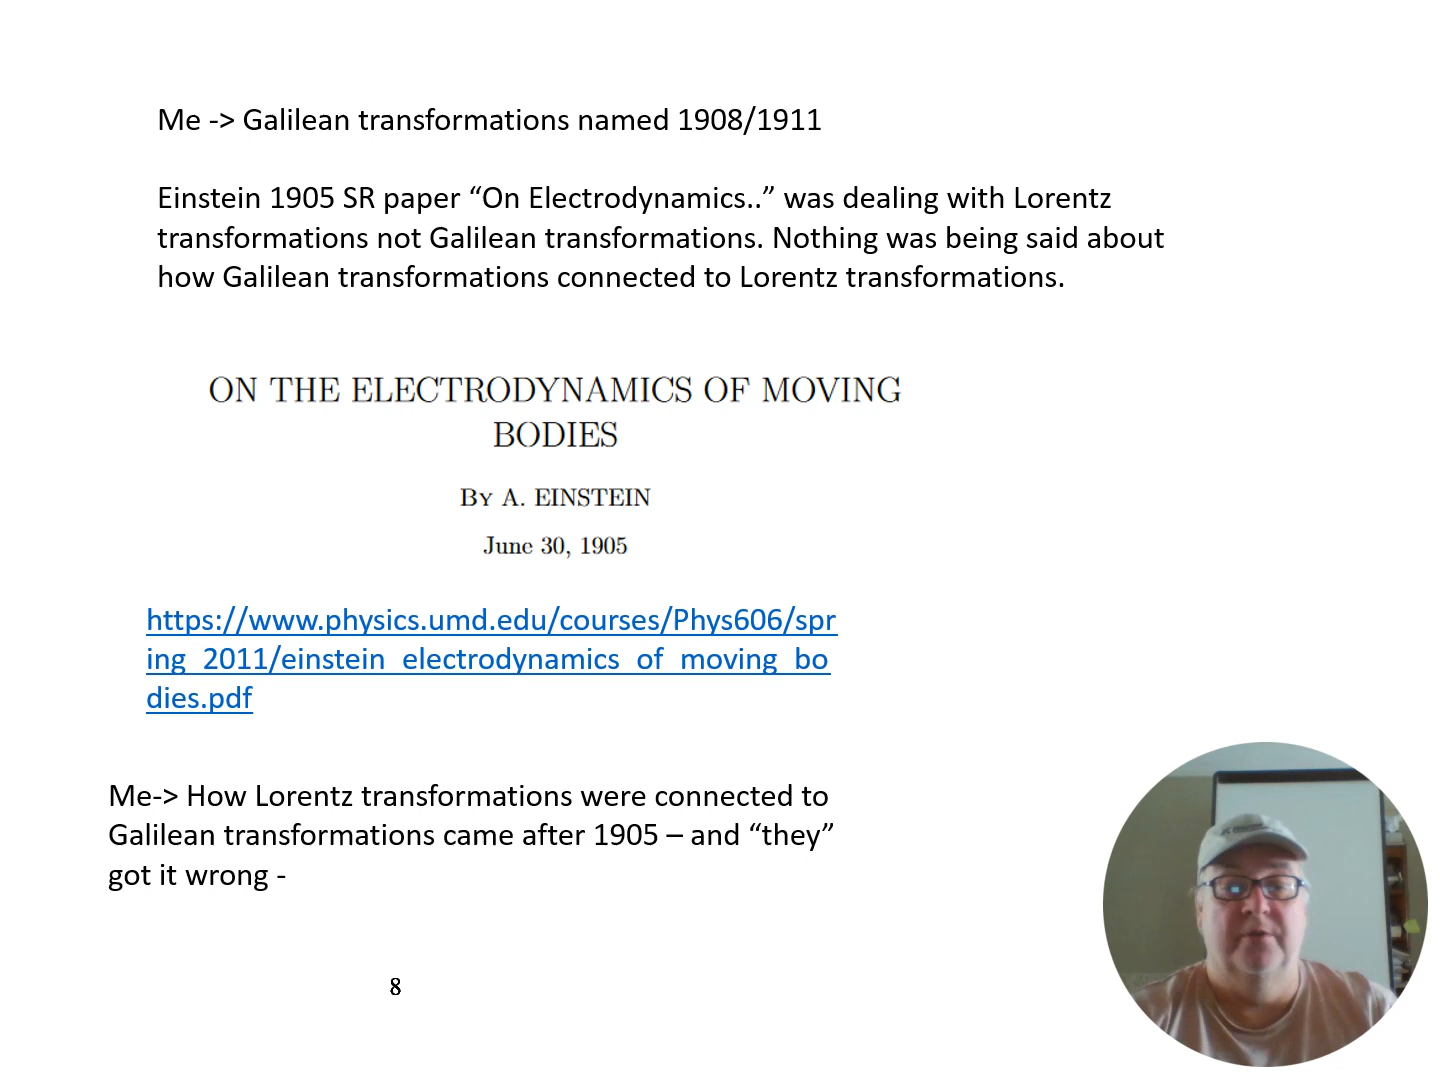 Me -> Galilean transformations named 1908/1911
Einstein 1905 SR paper “On Electrodynamics..” was dealing with Lorentz
transformations not Galilean transformations. Nothing was being said about
how Galilean transformations connected to Lorentz transformations.
ON THE ELECTRODYNAMICS OF MOVING
BODIES
By A. EINSTEIN
June 30, 1905
https://www.physics.umd.edu/courses/Phys606/spr
ing_2011/einstein_electrodynamics_of_moving_bo
dies.pdf
Me-> How Lorentz transformations were connected to
Galilean transformations came after 1905 – and “they”
got it wrong -
8